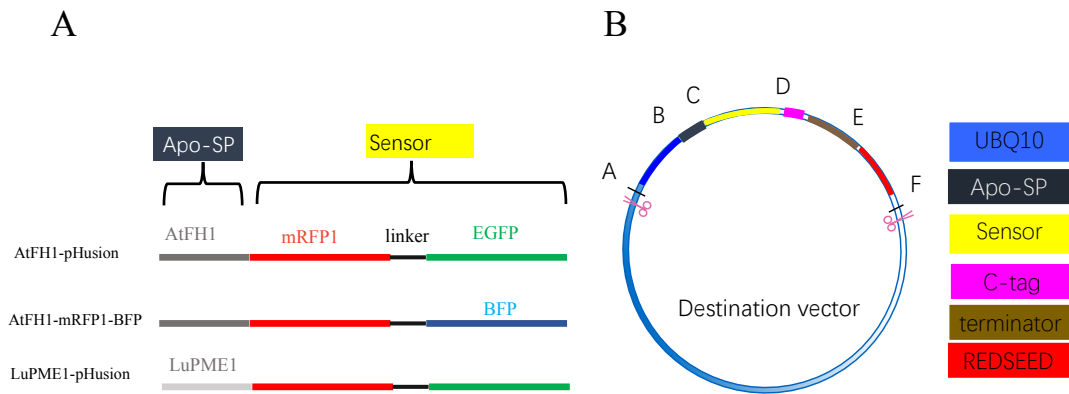 A
B
Apo-SP
Sensor
AtFH1
mRFP1
linker
EGFP
AtFH1-pHusion
BFP
AtFH1-mRFP1-BFP
LuPME1
LuPME1-pHusion
A
B
C
D
E
F
Destination vector
UBQ10
Apo-SP
Sensor
C-tag
terminator
REDSEED